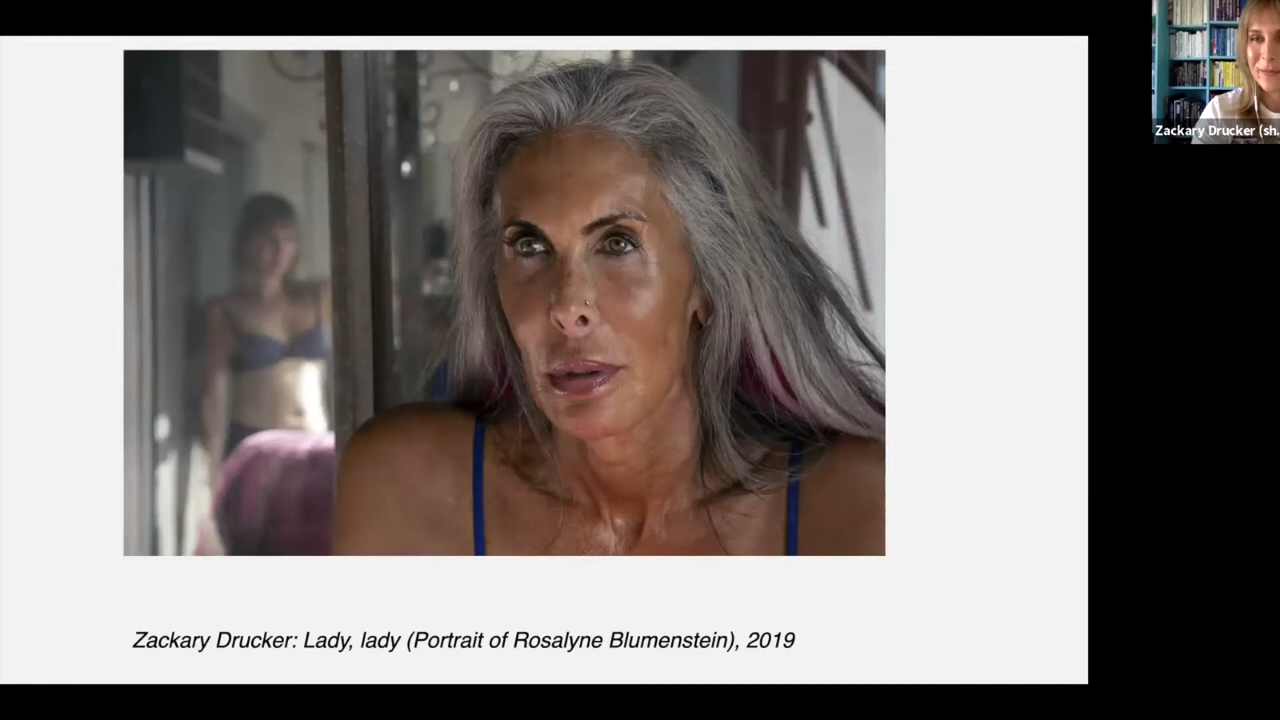 Zackary Drucker (sh.
Zackary Drucker: Lady, lady (Portrait of Rosalyne Blumenstein), 2019